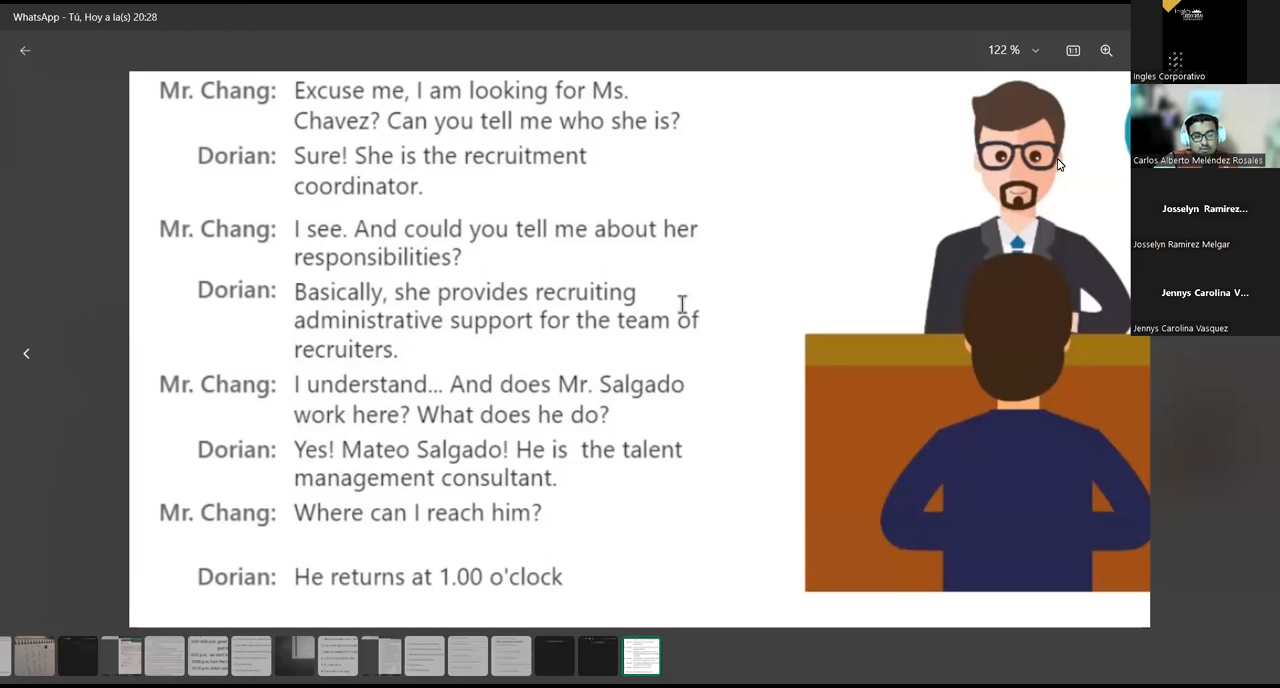 WhatsApp - Tú, Hoy a la(s) 20:28
122 %
Mr. Chang: Excuse me, I am looking for Ms.
Chavez? Can you tell me who she is?
Dorian: Sure! She is the recruitment
coordinator.
Mr. Chang: I see. And could you tell me about her
responsibilities?
Dorian: Basically, she provides recruiting
administrative support for the team of
recruiters.
Mr. Chang: I understand... And does Mr. Salgado
work here? What does he do?
Dorian: Yes! Mateo Salgado! He is the talent
management consultant.
Mr. Chang: Where can I reach him?
Dorian: He returns at 1.00 o'clock
Ingles Corporativo
Carlos Alberto Meléndez Rosales
Josselyn Ramirez...
Josselyn Ramirez Melgar
Jennys Carolina V...
Jennys Carolina Vasquez